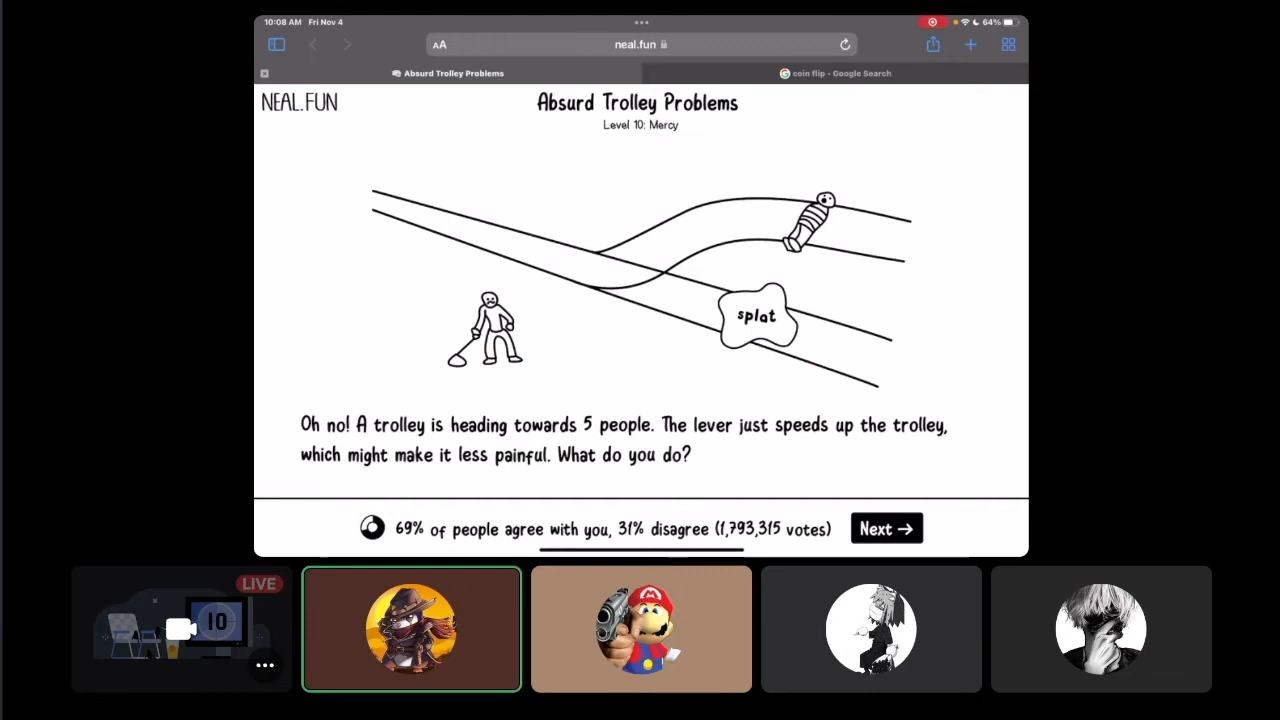 10:08 AM Fri Nov 4
64%
AA
neal.fun
Absurd Trolley Problems
coin flip - Google Search
NEAL.FUN
Absurd Trolley Problems
Level 10: Mercy
splat
Oh no! A trolley is heading towards 5 people. The lever just speeds up the trolley,
which might make it less painful. What do you do?
69% of people agree with you, 31% disagree (1,793,315 votes)
Next →
LIVE
10